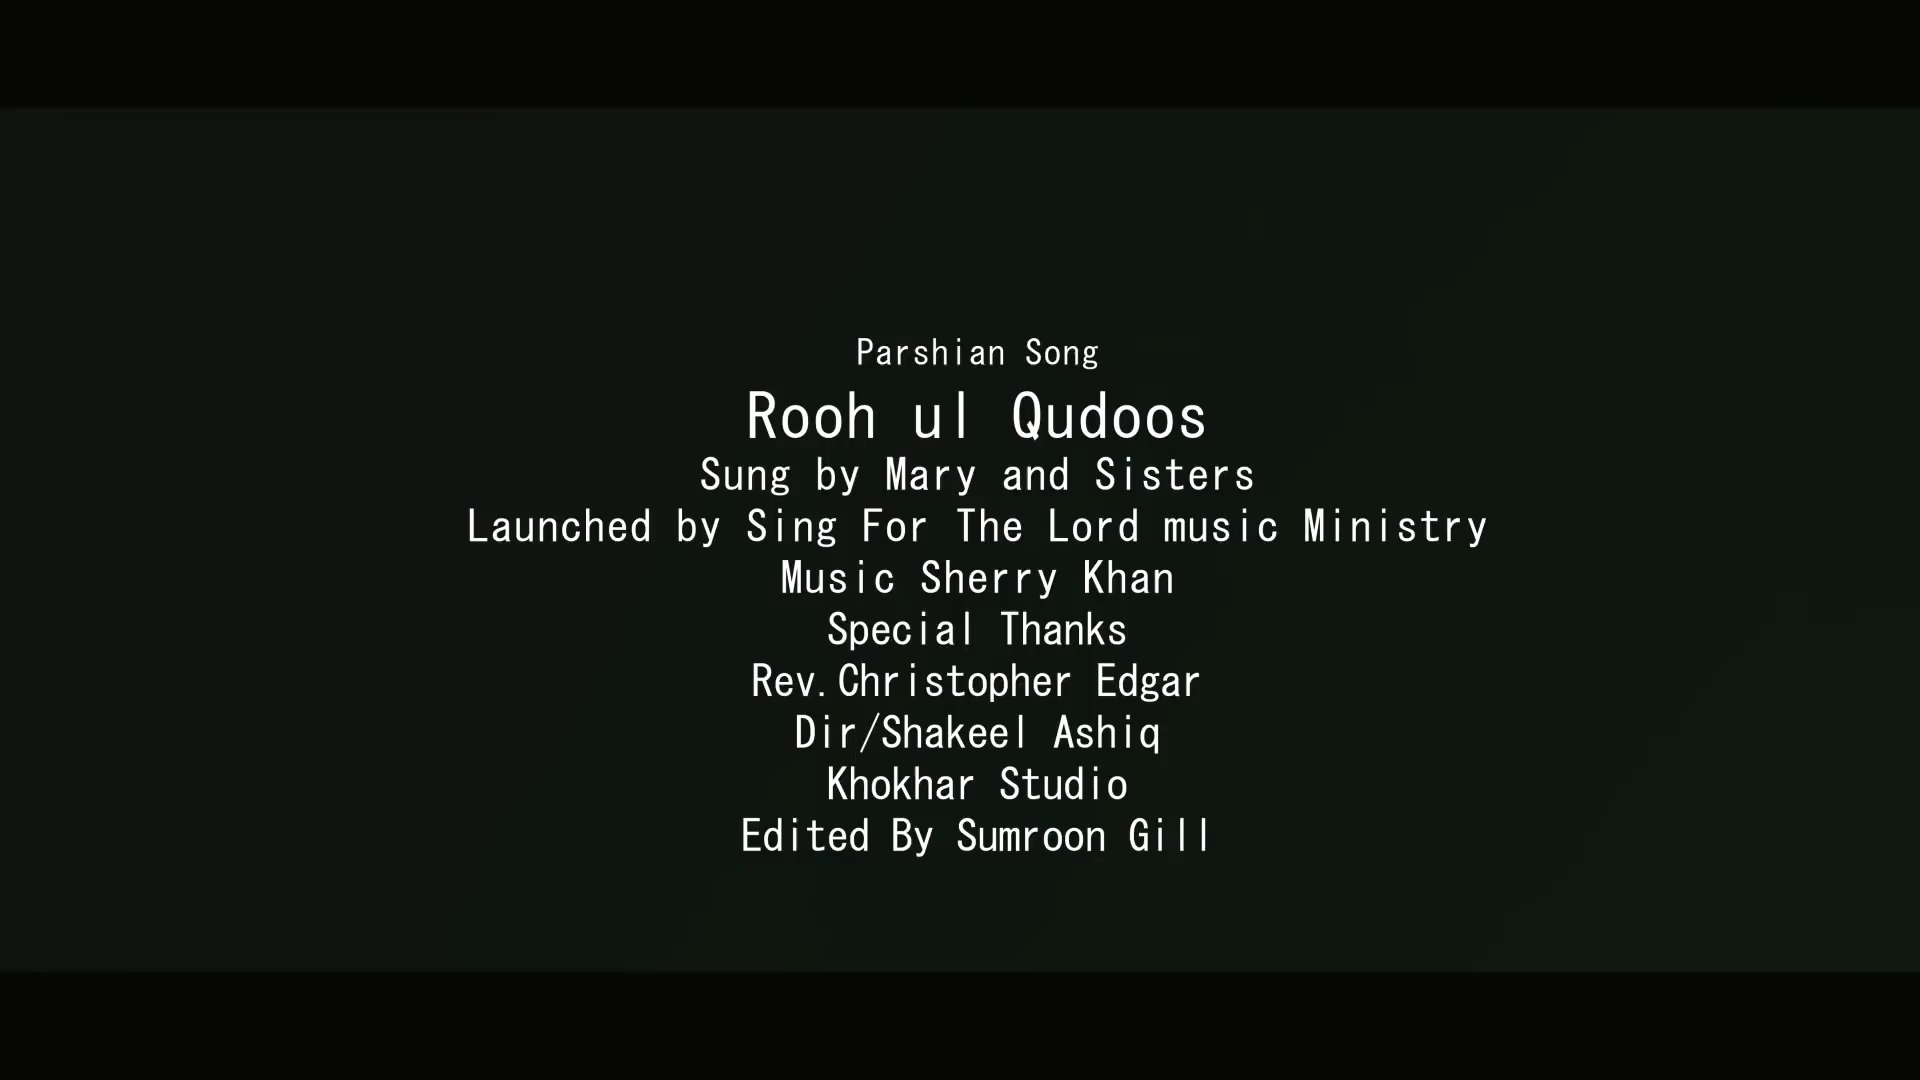 Parshian Song
Rooh ul Qudoos
Sung by Mary and Sisters
Launched by Sing For The Lord music Ministry
Music Sherry Khan
Special Thanks
Rev.Christopher Edgar
Dir/Shakeel Ashiq
Khokhar Studio
Edited By Sumroon Gill